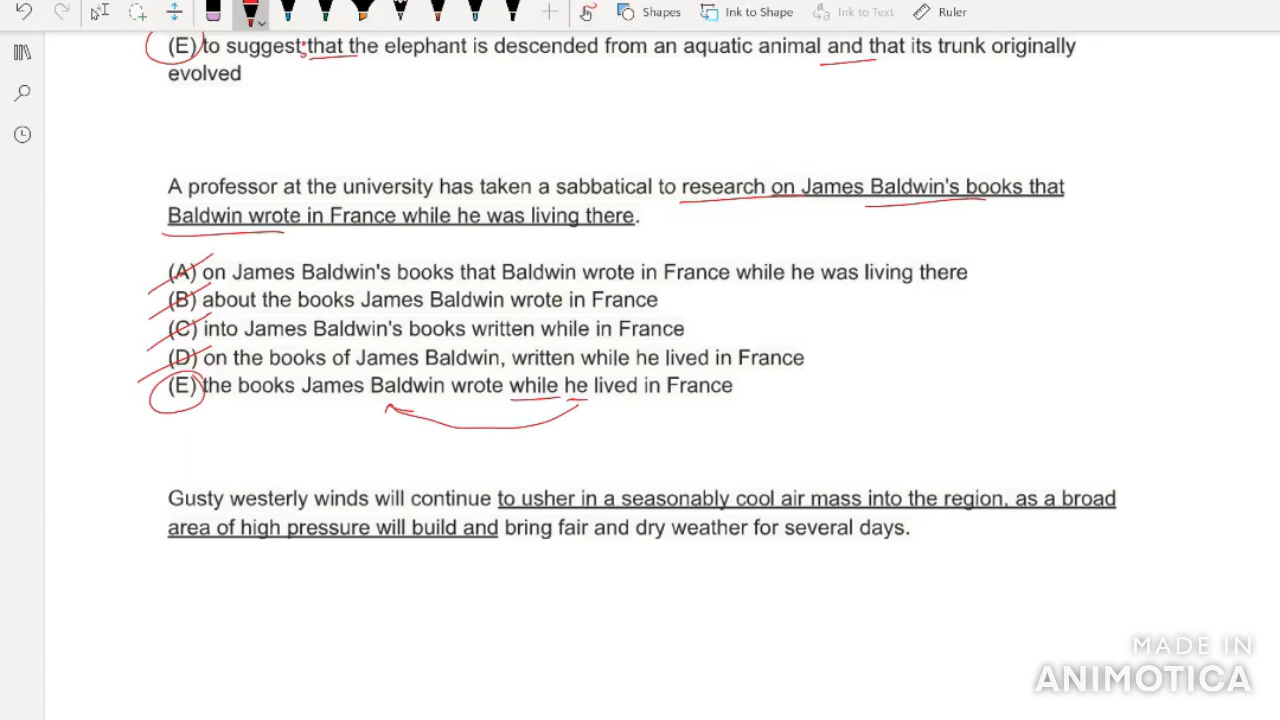 Shapes Ink to Shape Ink to Text Ruler
(E) to suggest that the elephant is descended from an aquatic animal and that its trunk originally
evolved
A professor at the university has taken a sabbatical to research on James Baldwin's books that
Baldwin wrote in France while he was living there.
(A) on James Baldwin's books that Baldwin wrote in France while he was living there
(B) about the books James Baldwin wrote in France
(C) into James Baldwin's books written while in France
(D) on the books of James Baldwin, written while he lived in France
(E) the books James Baldwin wrote while he lived in France
Gusty westerly winds will continue to usher in a seasonably cool air mass into the region, as a broad
area of high pressure will build and bring fair and dry weather for several days.
MADE IN
ANIMOTICA